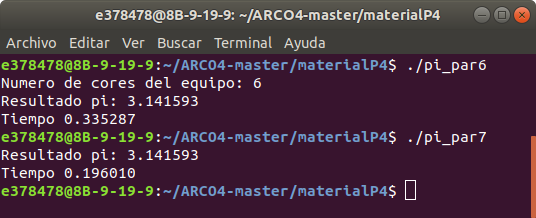 e378478@8B-9-19-9: ~/ARCO4-master/materialP4
Archivo Editar Ver Buscar Terminal Ayuda
e378478@8B-9-19-9:~/ARCO4-master/materialP4$ ./pi_par6
Numero de cores del equipo: 6
Resultado pi: 3.141593
Tiempo 0.335287
e378478@8B-9-19-9:~/ARCO4-master/materialP4$ ./pi_par7
Resultado pi: 3.141593
Tiempo 0.196010
e378478@8B-9-19-9:~/ARCO4-master/materialP4$